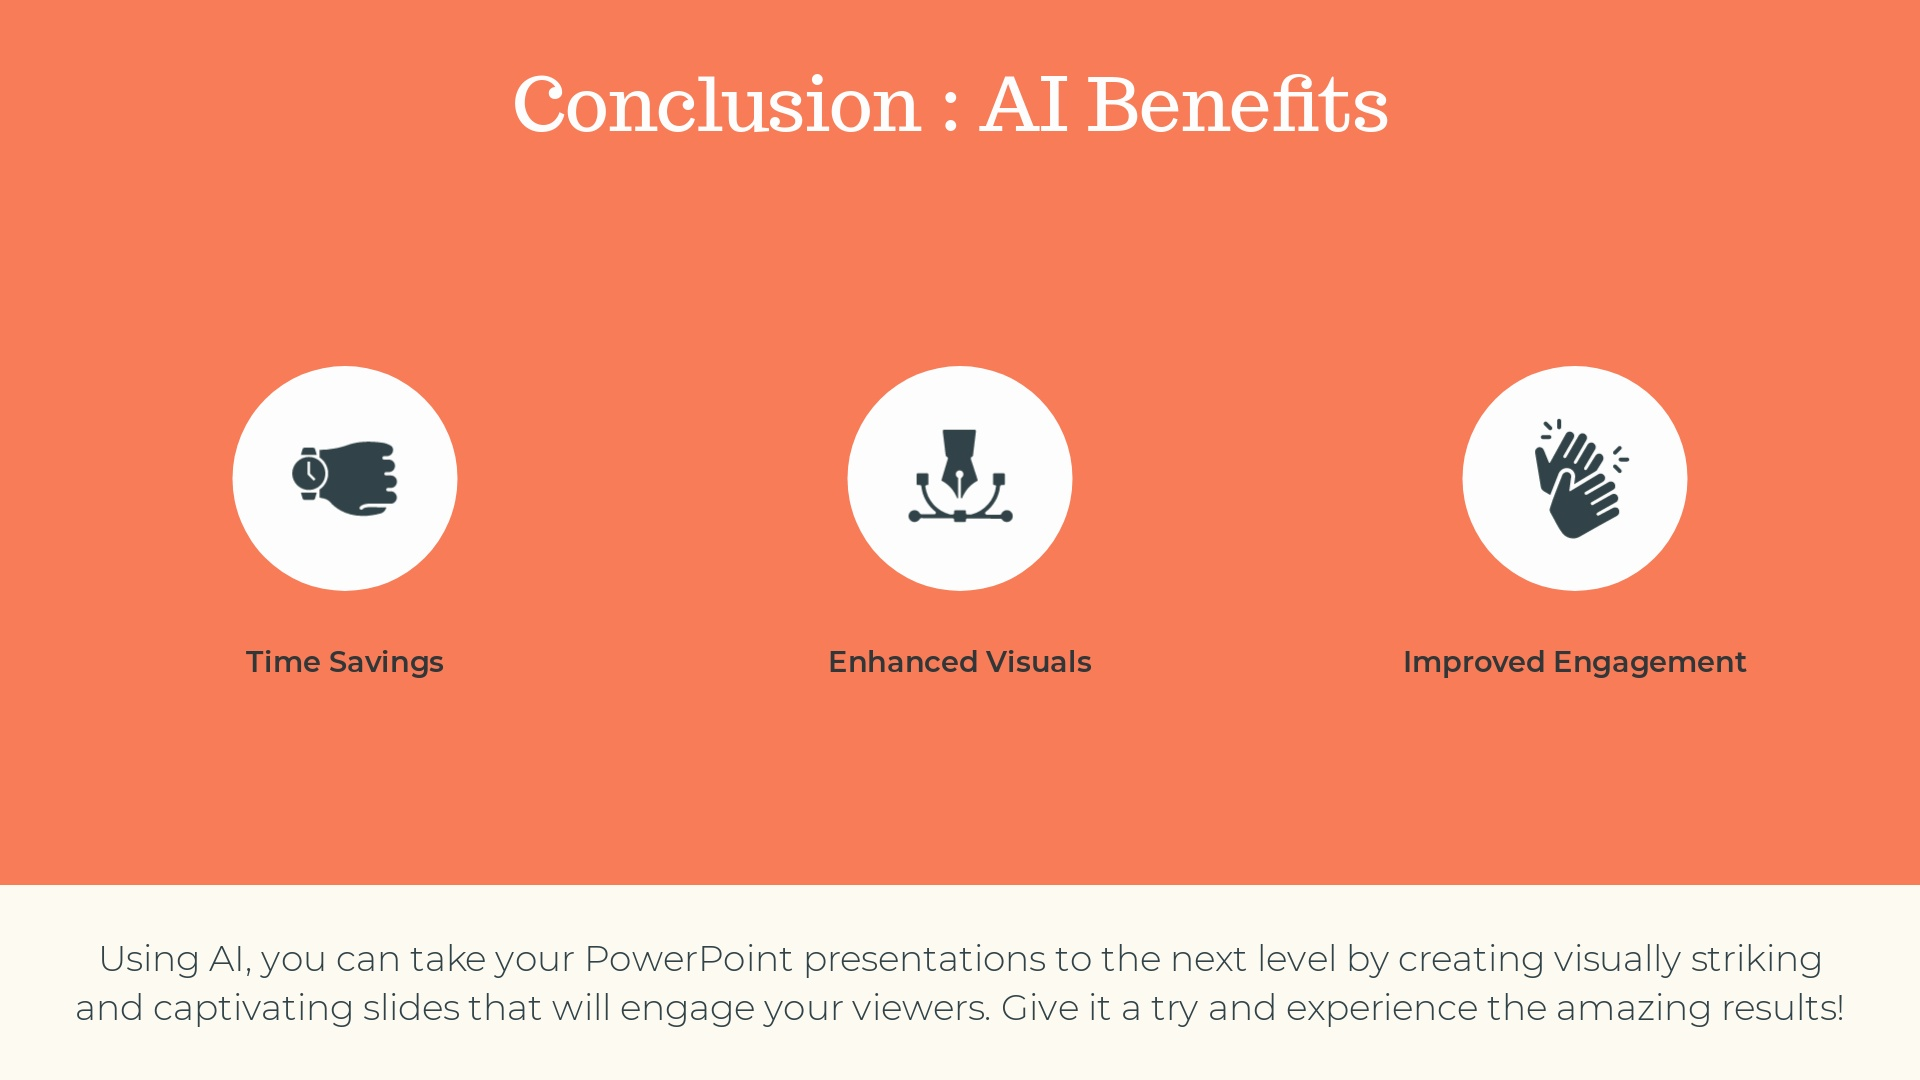 Conclusion : AI Benefits
Time Savings
Enhanced Visuals
Improved Engagement
Using AI, you can take your PowerPoint presentations to the next level by creating visually striking
and captivating slides that will engage your viewers. Give it a try and experience the amazing results!